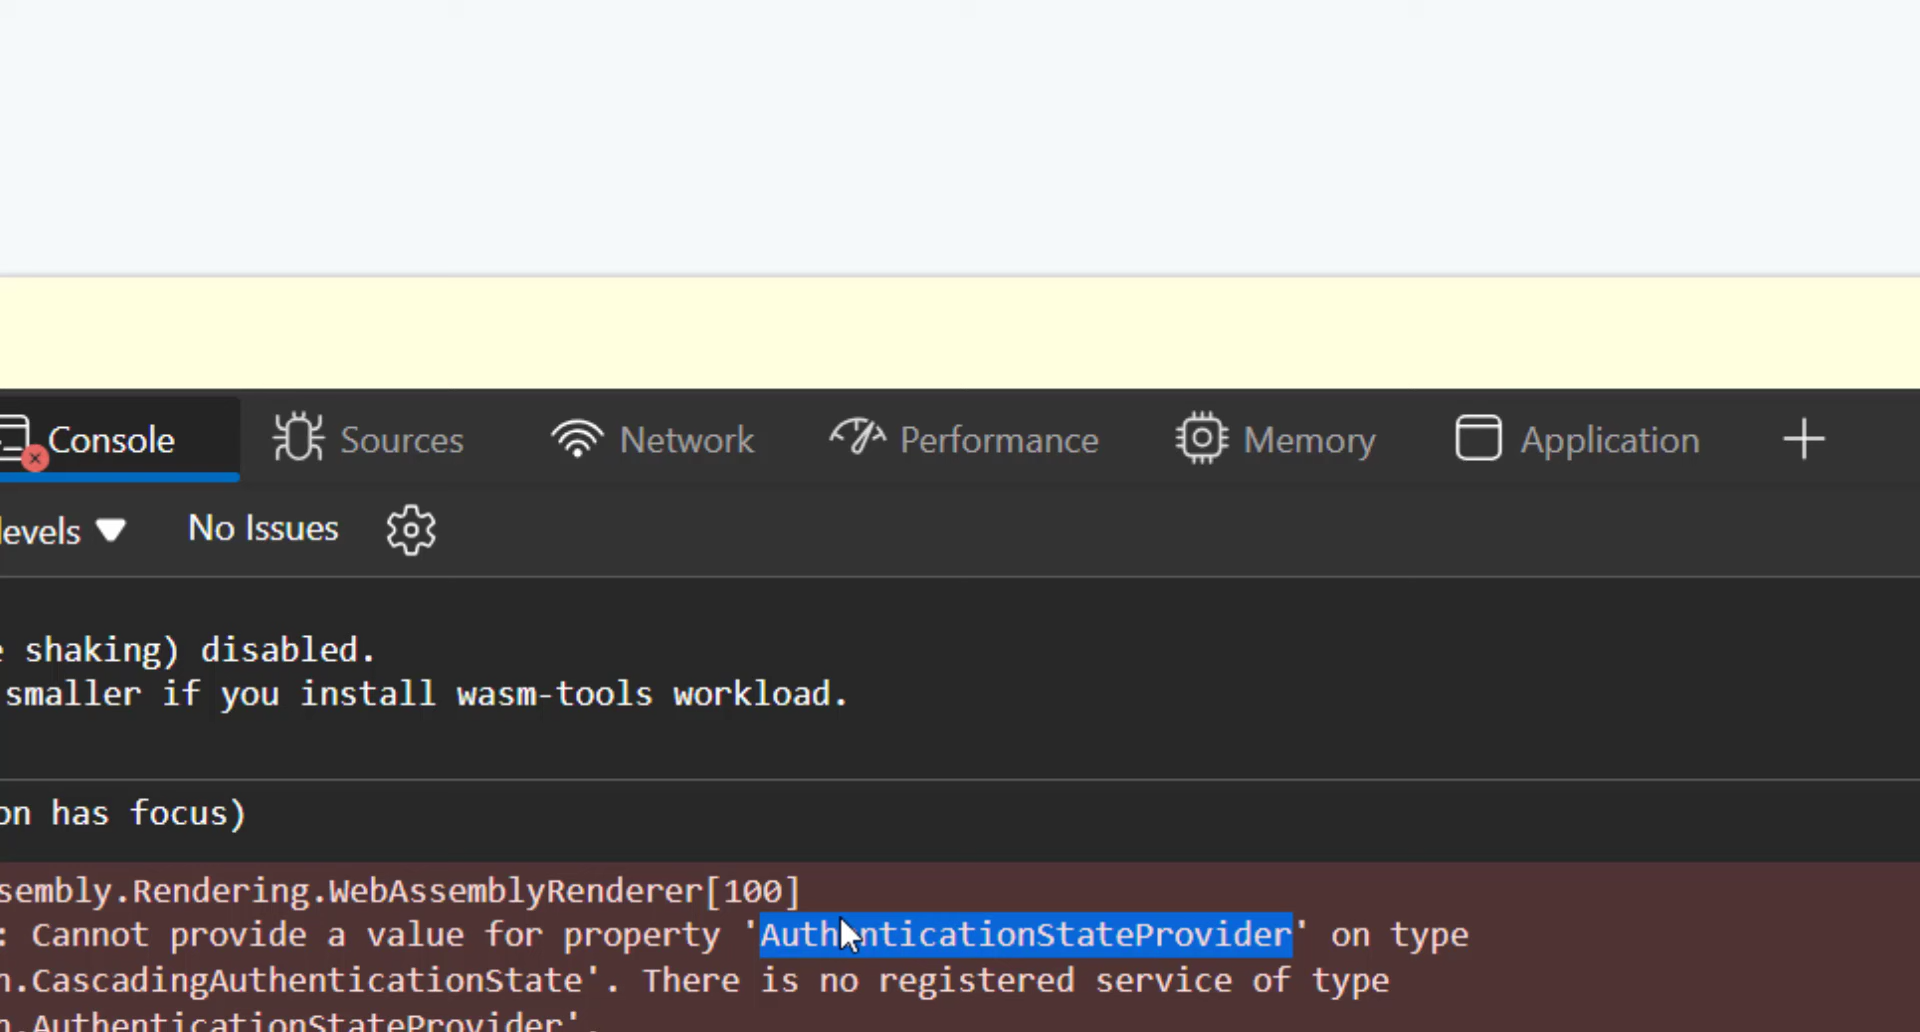 Console Sources Network Performance Memory Application
levels No Issues
shaking) disabled.
smaller if you install wasm-tools workload.
on has focus)
sembly.Rendering.WebAssemblyRenderer[100]
: Cannot provide a value for property 'AuthenticationStateProvider' on type
n.CascadingAuthenticationState'. There is no registered service of type
n.AuthenticationStateProvider'.